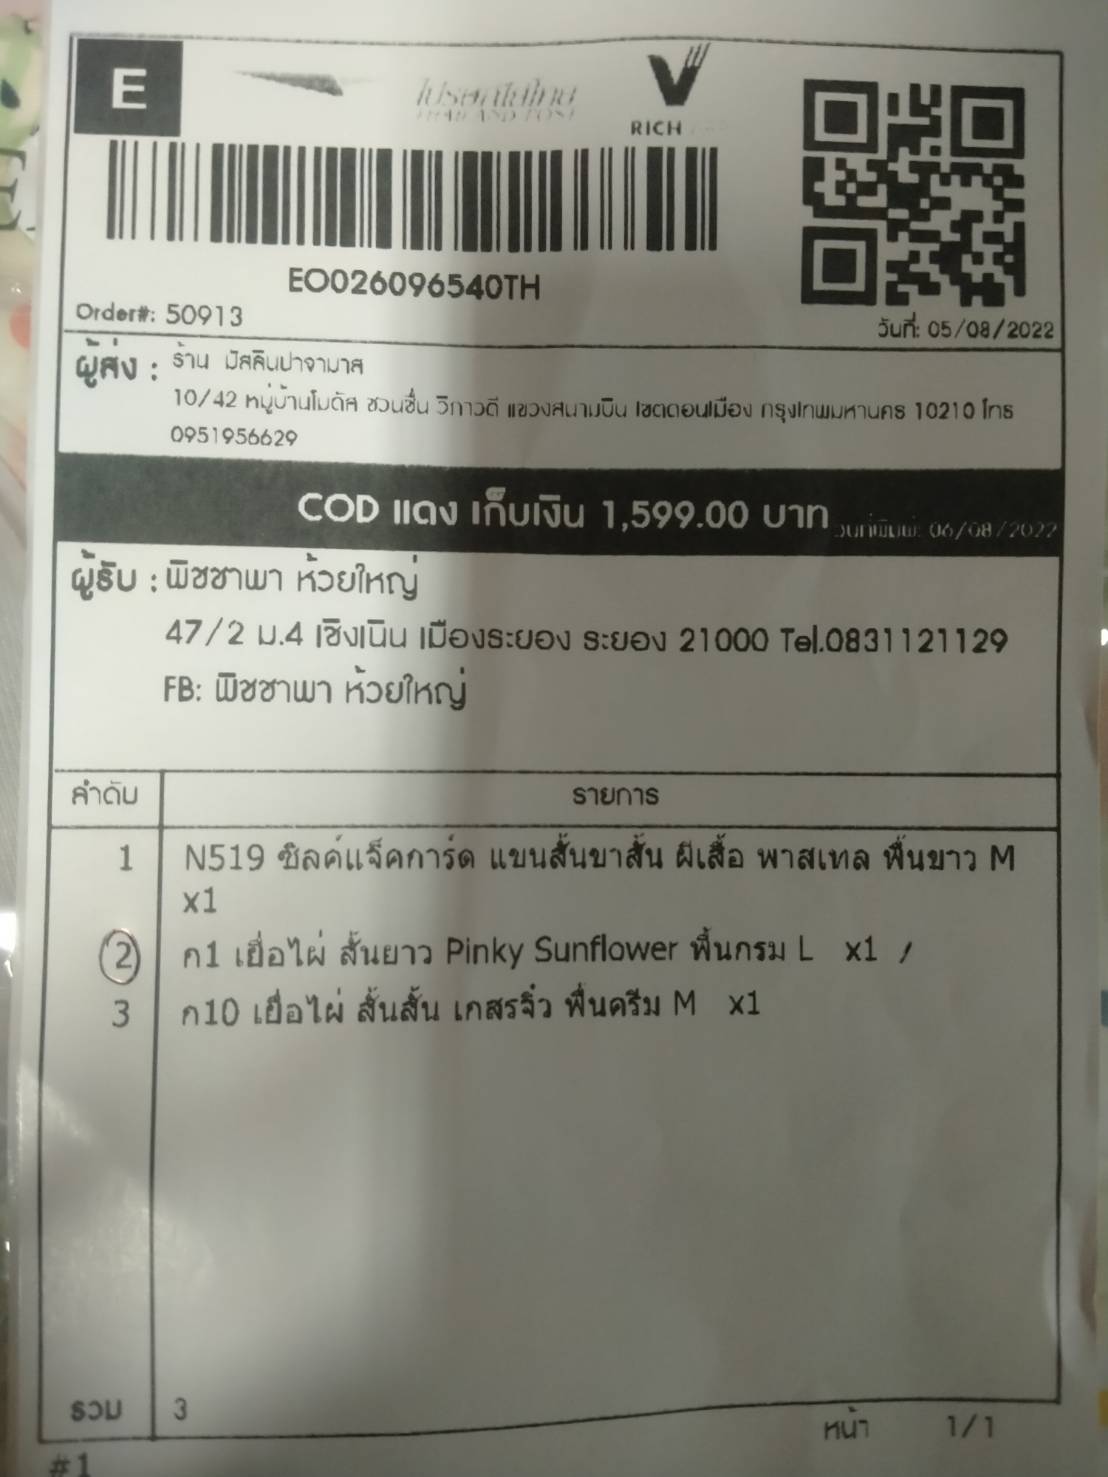 E
ไปรษณีย์ไทย
THAILAND POST
RICH
EO026096540TH
Order#: 50913
วันที่: 05/08/2022
ผู้ส่ง : ร้าน มัสลินปาจามาส
10/42 หมู่บ้านโมดัส ชวนชื่น วิภาวดี แขวงสนามบิน เขตดอนเมือง กรุงเทพมหานคร 10210 โทร
0951956629
COD แดง เก็บเงิน 1,599.00 บาท
วันที่พิมพ์: 06/08/2022
ผู้รับ : พิชชาพา ห้วยใหญ่
47/2 ม.4 เชิงเนิน เมืองระยอง ระยอง 21000 Tel.0831121129
FB: พิชชาพา ห้วยใหญ่
ลำดับ รายการ
1 N519 ซิลค์แจ็คการ์ด แขนสั้นขาสั้น ผีเสื้อ พาสเทล พื้นขาว M
x1
2 ก1 เยื่อไผ่ สั้นยาว Pinky Sunflower พื้นกรม L x1 /
3 ก10 เยื่อไผ่ สั้นสั้น เกสรจิ๋ว พื้นครีม M x1
รวม 3
หน้า 1/1
#1